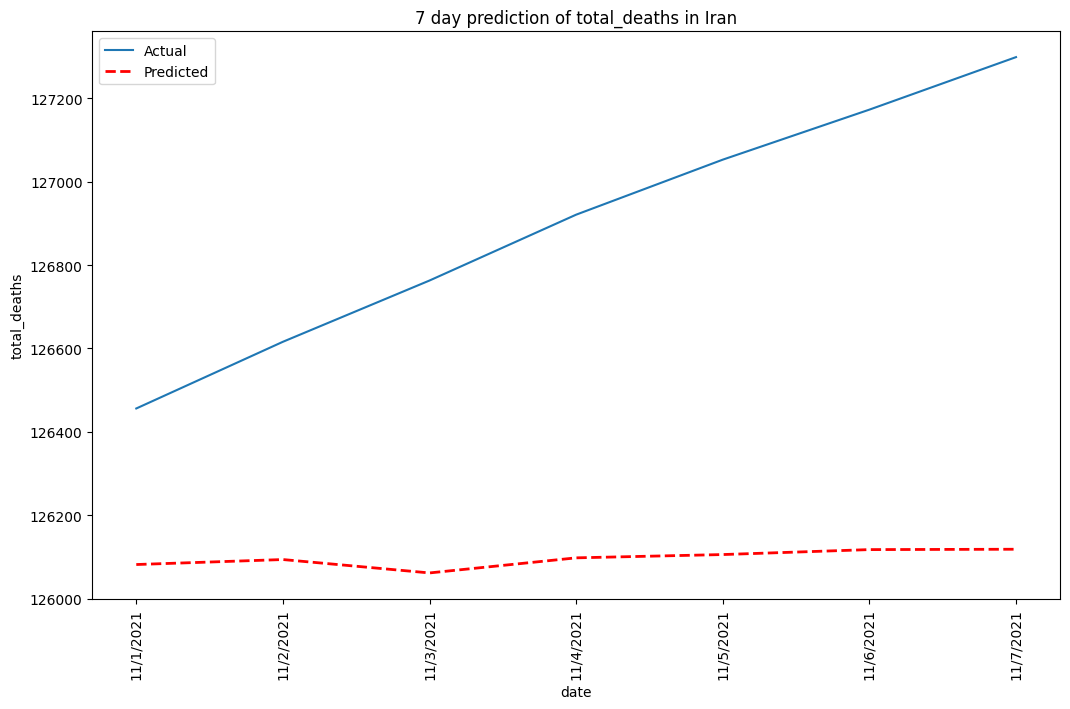 7 day prediction of total_deaths in Iran
Actual
Predicted
127200
127000
126800
126600
126400
126200
126000
total_deaths
11/1/2021
11/2/2021
11/3/2021
11/4/2021
11/5/2021
11/6/2021
11/7/2021
date